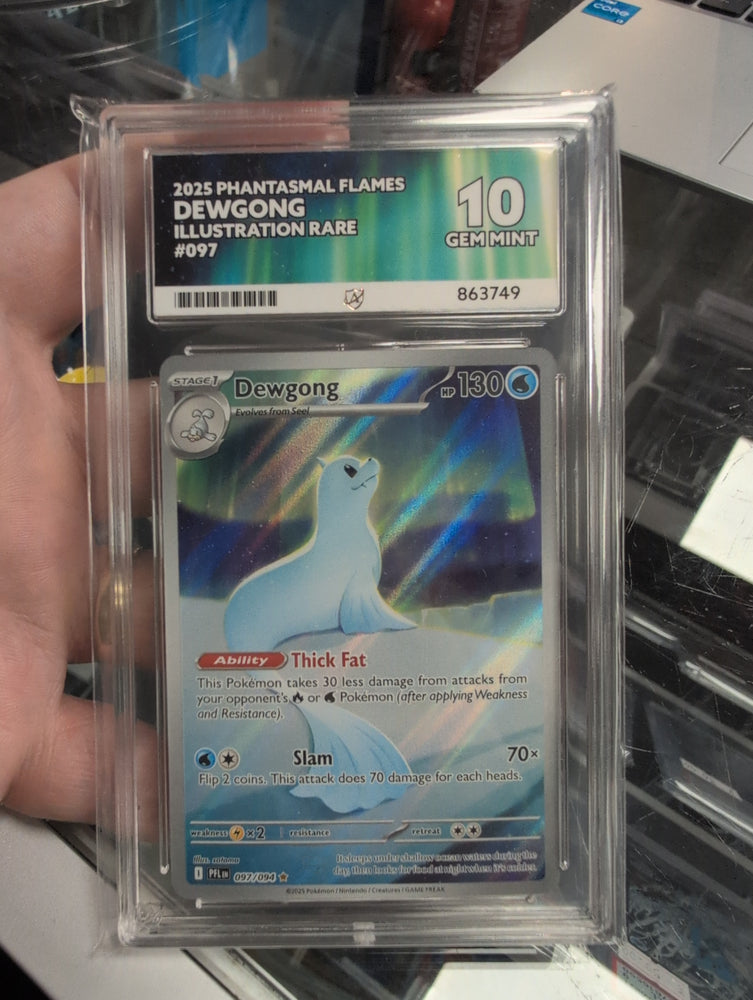 CORE
i3
2025 PHANTASMAL FLAMES
DEWGONG
ILLUSTRATION RARE
#097
10
GEM MINT
863749
STAGE 1
Dewgong
HP 130
Evolves from Seel
Ability Thick Fat
This Pokémon takes 30 less damage from attacks from
your opponent's or Pokémon (after applying Weakness
and Resistance).
Slam 70×
Flip 2 coins. This attack does 70 damage for each heads.
weakness ×2 resistance retreat
Illus. satoma
I PFL EN 097/094
It sleeps under shallow ocean waters during the
day, then looks for food at night when it's colder.
©2025 Pokémon / Nintendo / Creatures / GAME FREAK